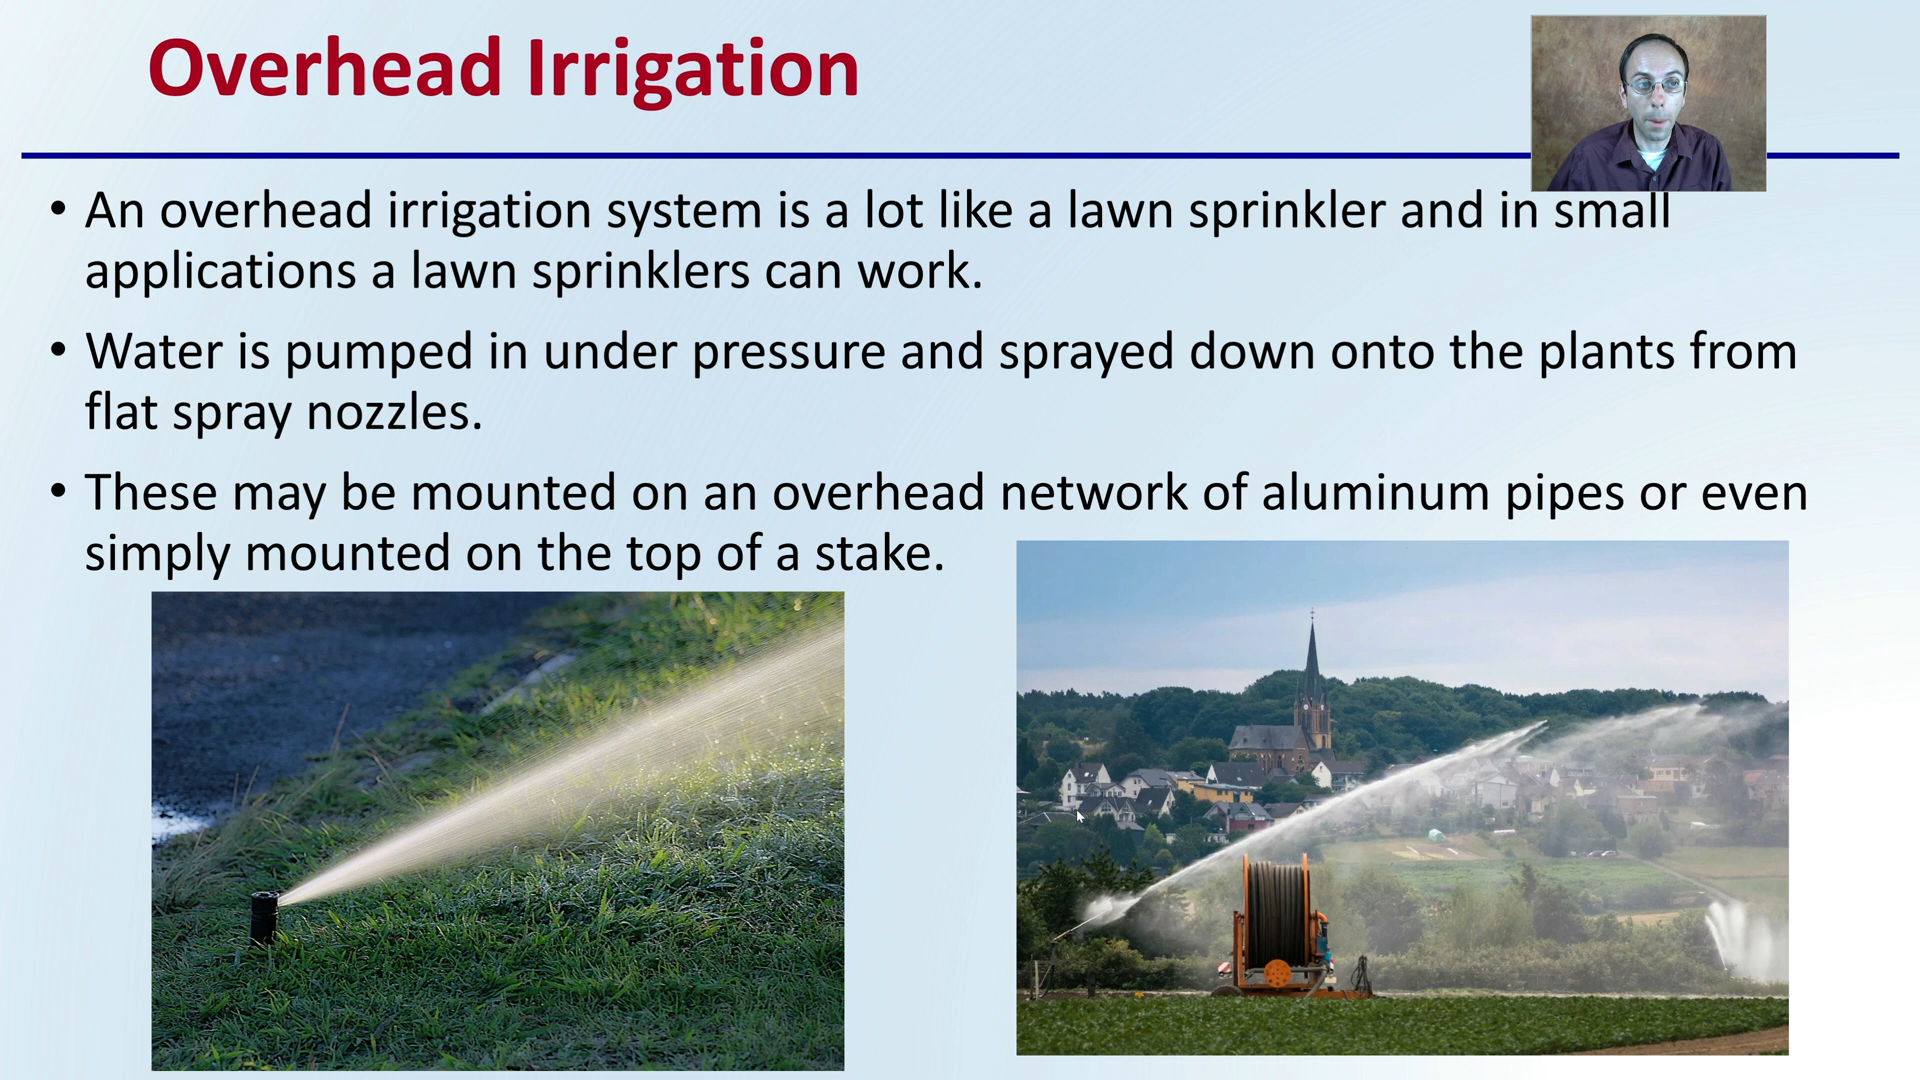 Overhead Irrigation
• An overhead irrigation system is a lot like a lawn sprinkler and in small
applications a lawn sprinklers can work.
• Water is pumped in under pressure and sprayed down onto the plants from
flat spray nozzles.
• These may be mounted on an overhead network of aluminum pipes or even
simply mounted on the top of a stake.